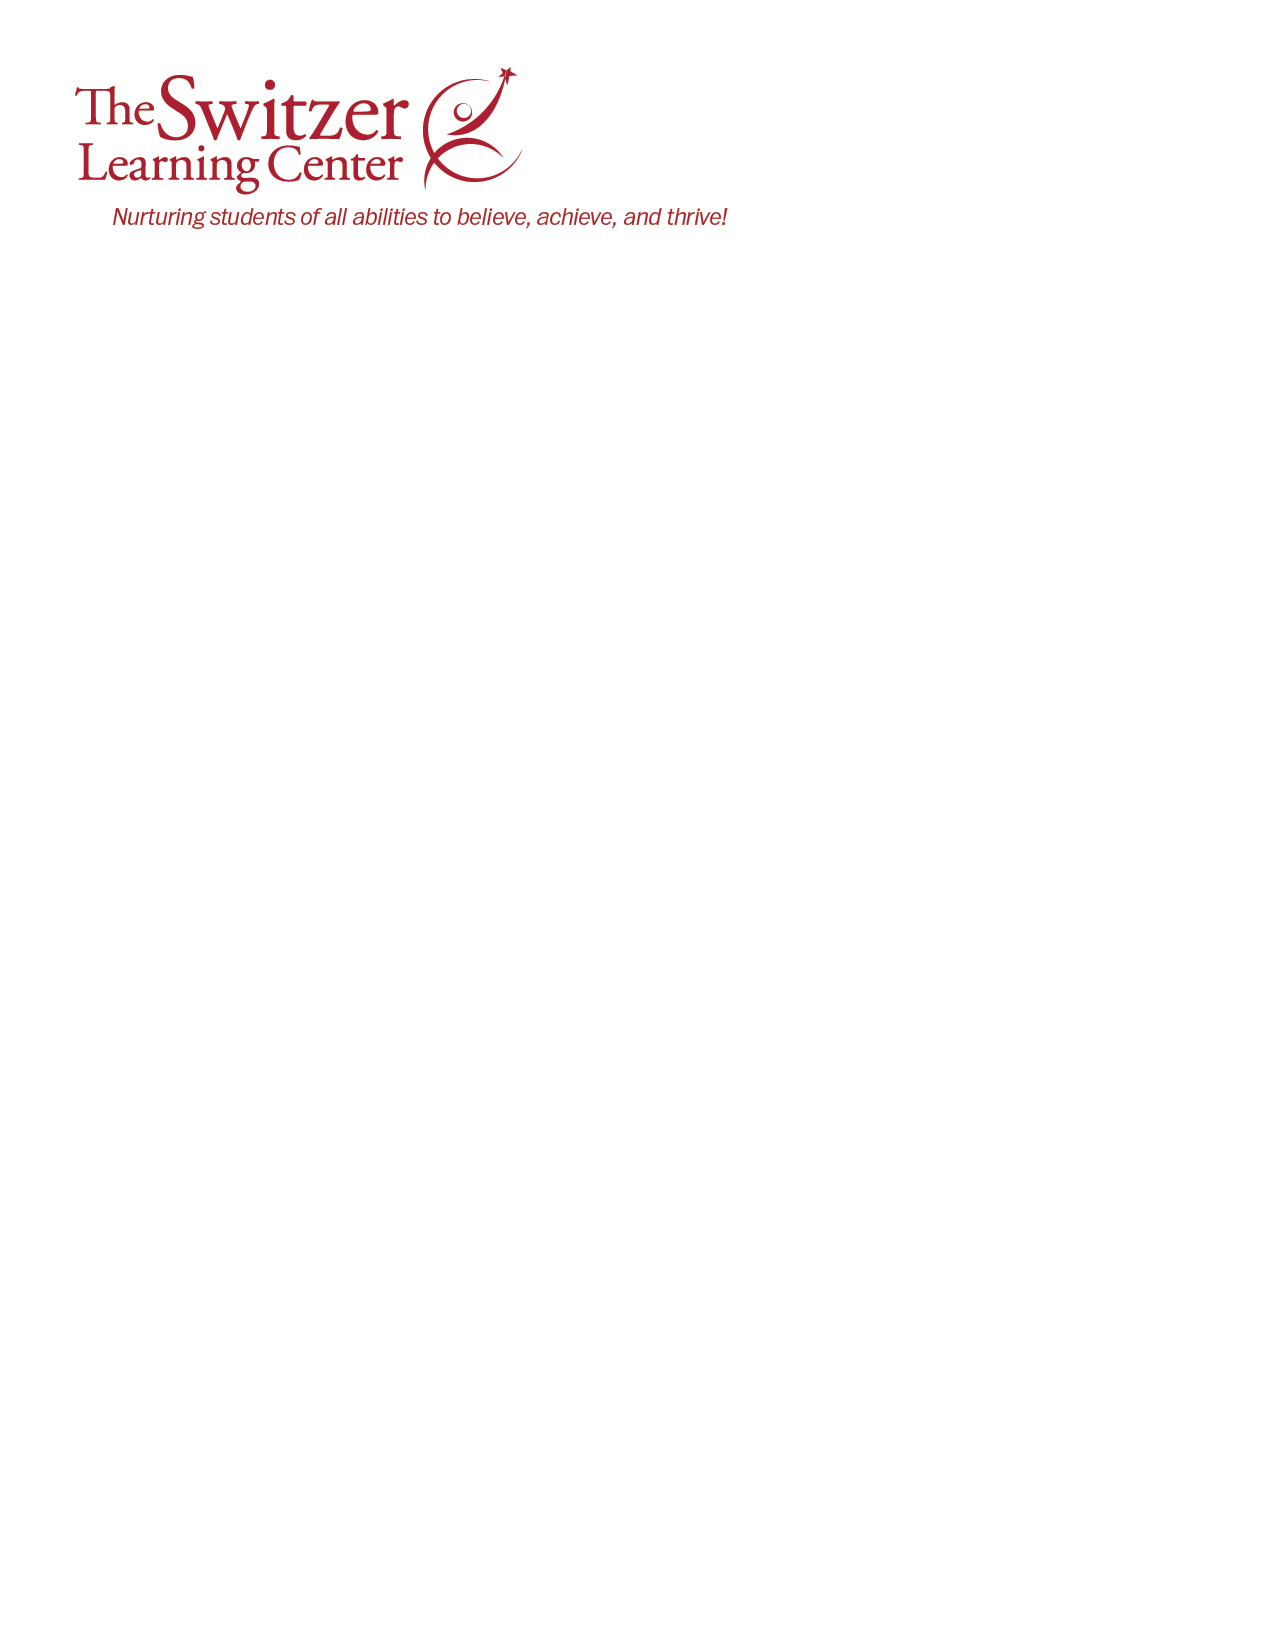 The Switzer
Learning Center
Nurturing students of all abilities to believe, achieve, and thrive!